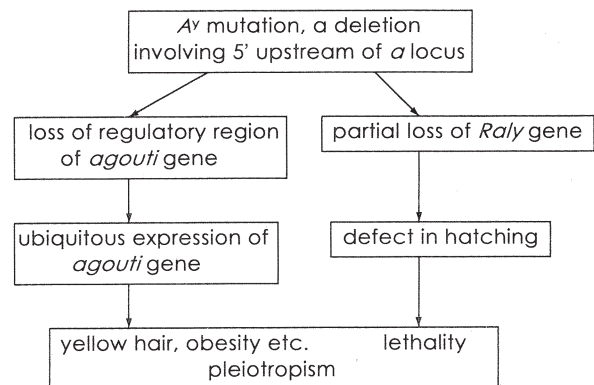 Aʸ mutation, a deletion
involving 5' upstream of a locus
loss of regulatory region
of agouti gene
partial loss of Raly gene
ubiquitous expression of
agouti gene
defect in hatching
yellow hair, obesity etc. lethality
pleiotropism